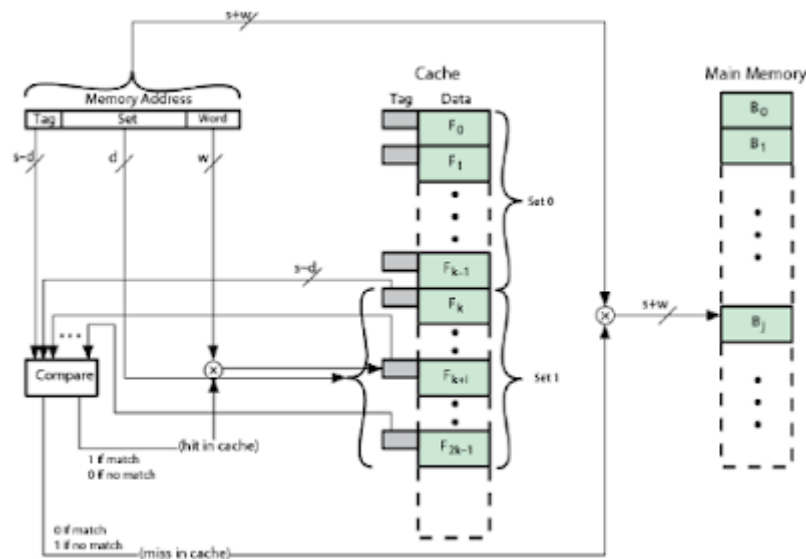 s+w
Cache
Main Memory
Memory Address
Tag Data
Tag Set Word
F0
B0
F1
B1
s–d
d
w
Set 0
s–d
Fk–1
Fk
s+w
Bj
Compare
Fk+i
Set 1
(hit in cache)
F2k–1
1 if match
0 if no match
0 if match
1 if no match
(miss in cache)